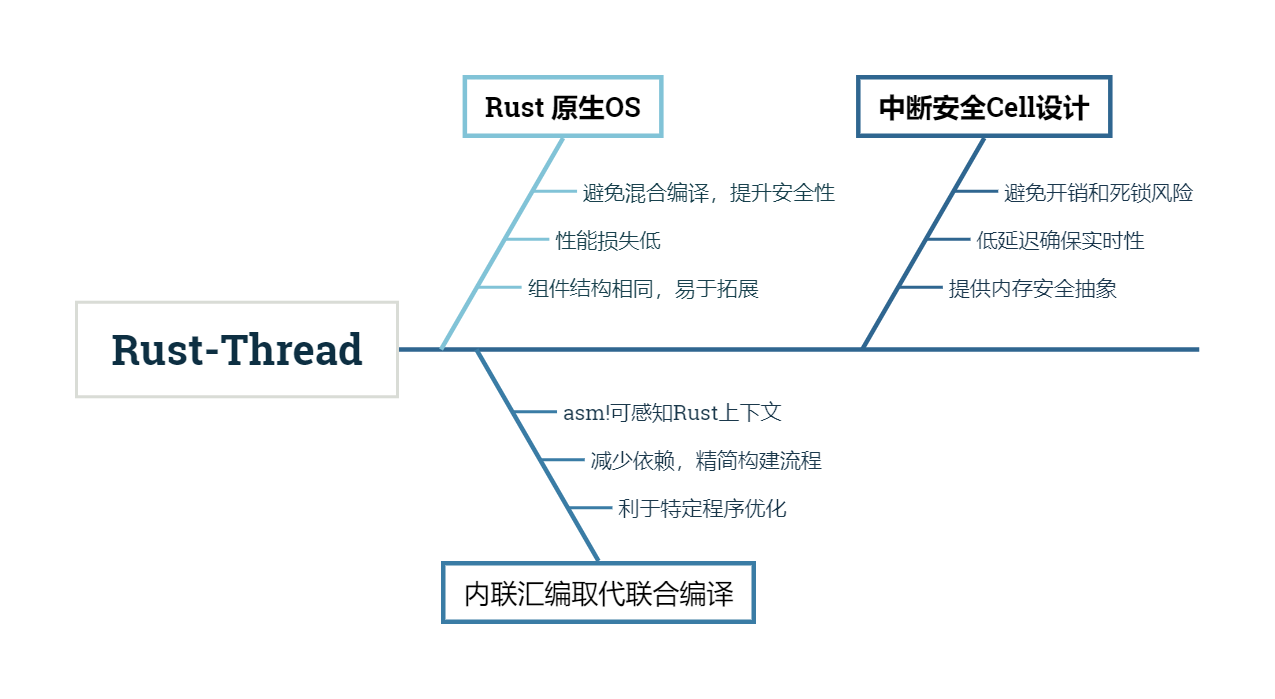 Rust 原生OS
避免混合编译，提升安全性
性能损失低
组件结构相同，易于拓展
中断安全Cell设计
避免开销和死锁风险
低延迟确保实时性
提供内存安全抽象
Rust-Thread
asm!可感知Rust上下文
减少依赖，精简构建流程
利于特定程序优化
内联汇编取代联合编译